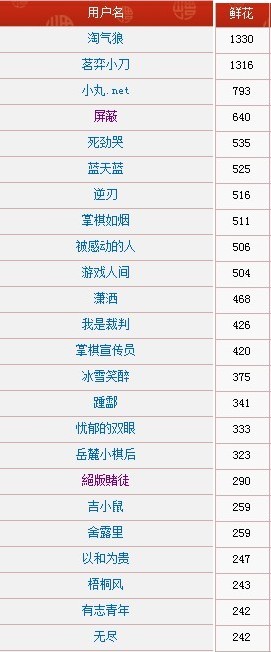 用户名 鲜花
淘气狼 1330
茗弈小刀 1316
小丸.net 793
屏蔽 640
死劲哭 535
蓝天蓝 525
逆刃 516
掌棋如烟 511
被感动的人 506
游戏人间 504
潇洒 468
我是裁判 426
掌棋宣传员 420
冰雪笑醉 375
踵酃 341
忧郁的双眼 333
岳麓小棋后 323
絕版賭徒 290
吉小鼠 259
舍露里 259
以和为贵 247
梧桐风 243
有志青年 242
无尽 242